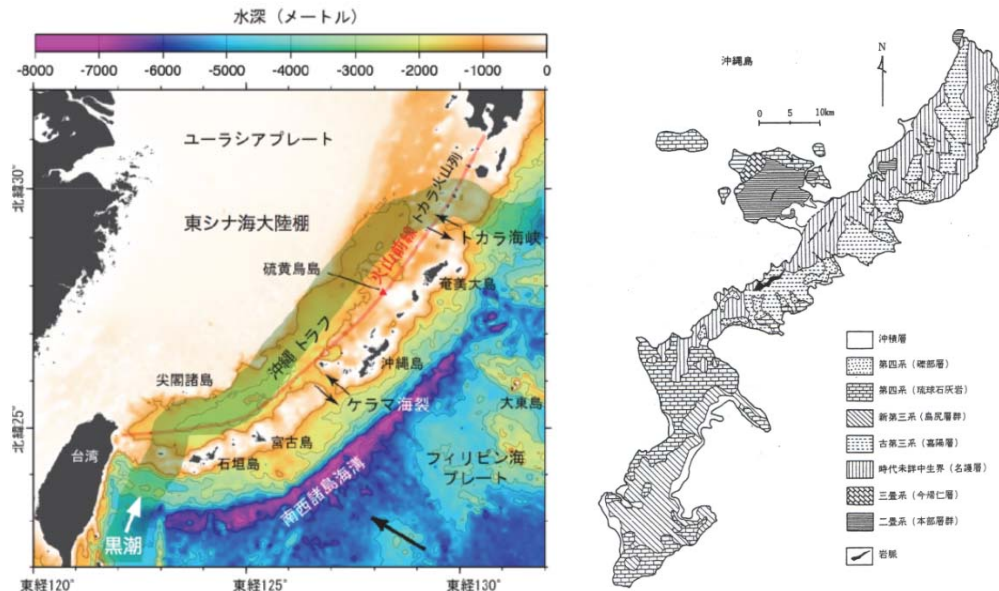 水深（メートル）
-8000 -7000 -6000 -5000 -4000 -3000 -2000 -1000 0
ユーラシアプレート
東シナ海大陸棚
トカラ火山列
火山前線
トカラ海峡
硫黄鳥島
奄美大島
沖縄トラフ
沖縄島
尖閣諸島
ケラマ海裂
大東島
宮古島
台湾
石垣島
フィリピン海
プレート
南西諸島海溝
黒潮
北緯30°
北緯25°
東経120°
東経125°
東経130°
沖縄島
N
0 5 10km
沖積層
第四系（礫部層）
第四系（琉球石灰岩）
新第三系（島尻層群）
古第三系（嘉陽層）
時代未詳中生界（名護層）
三畳系（今帰仁層）
二畳系（本部層群）
岩脈